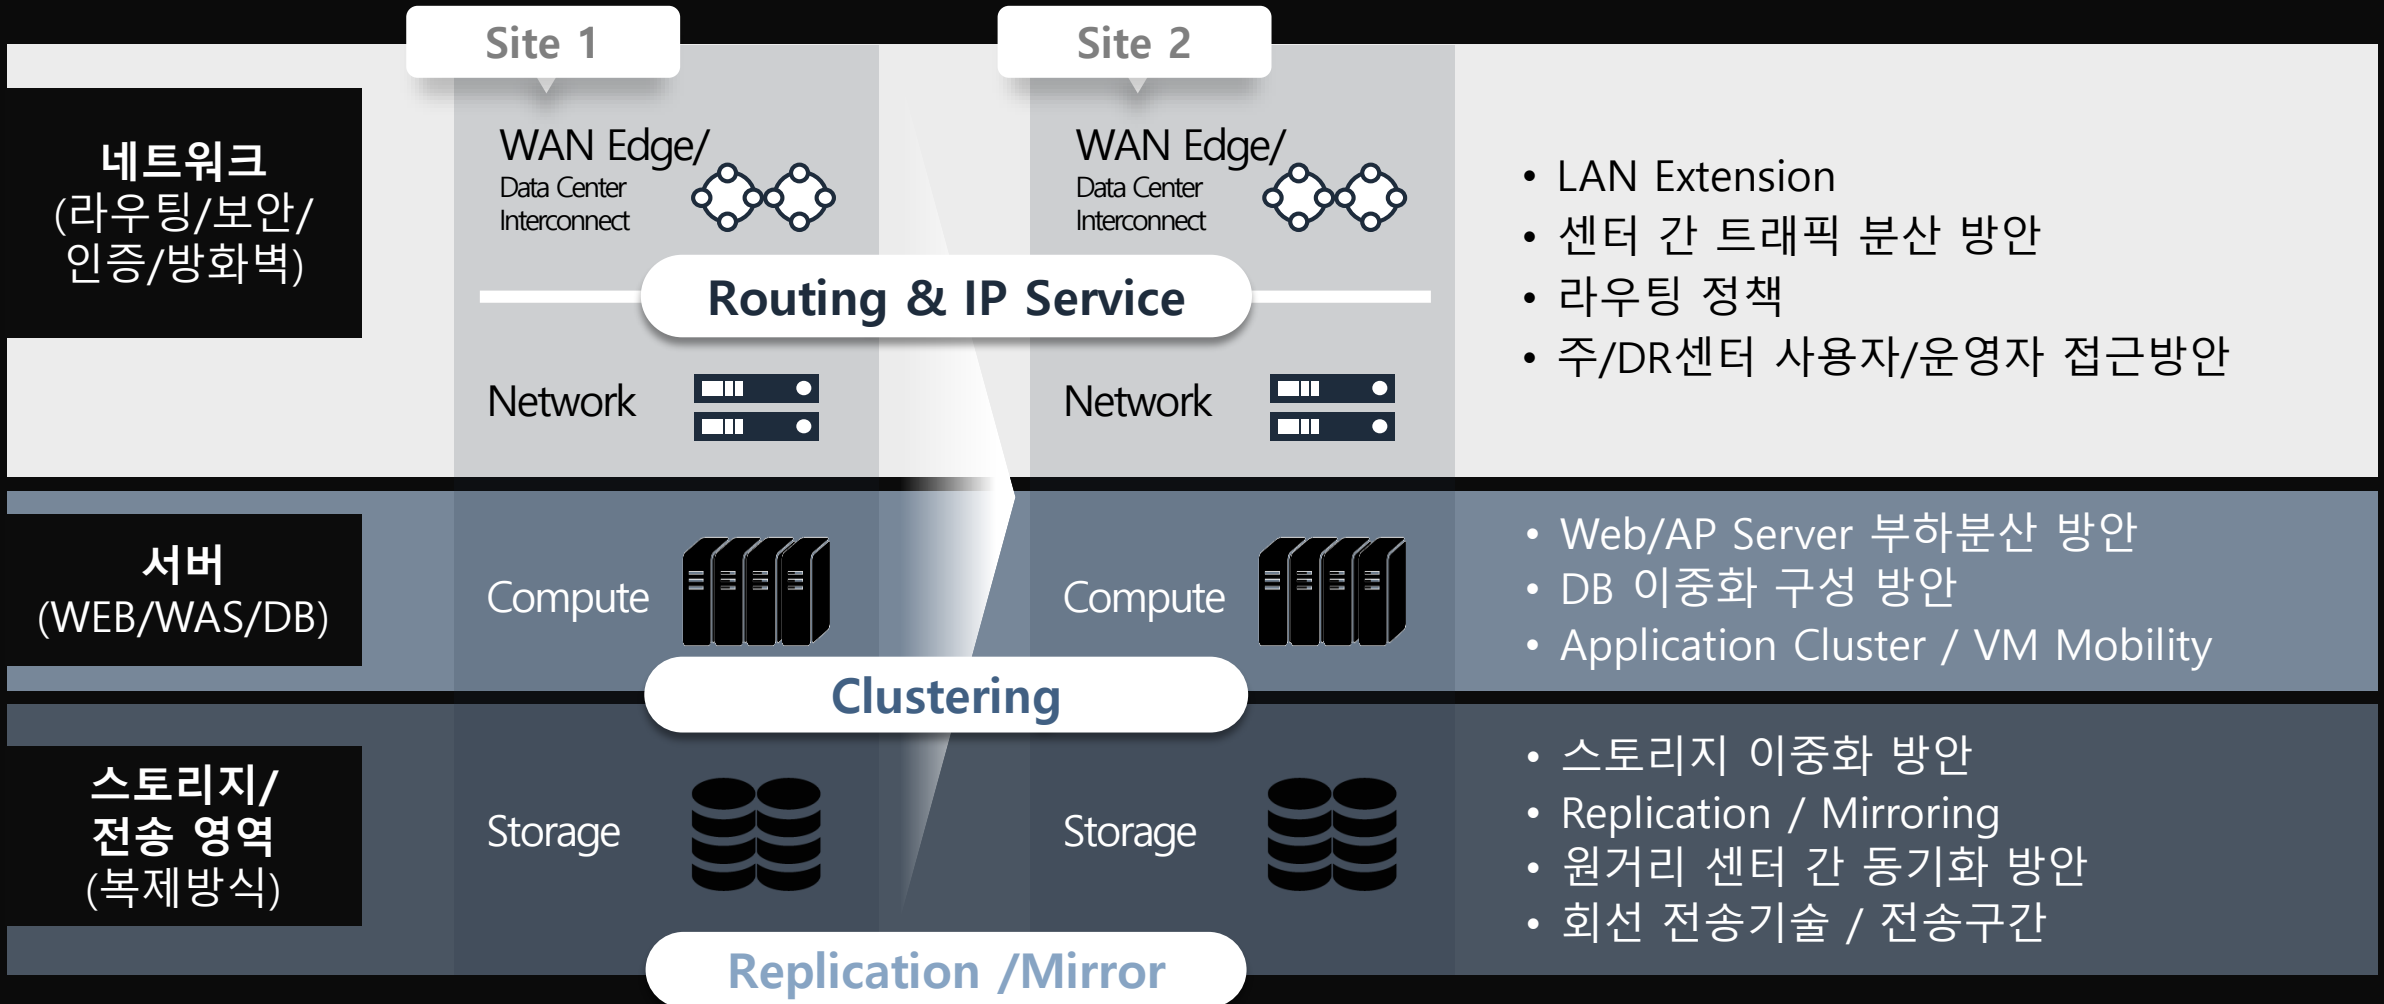 Site 1
Site 2
네트워크
(라우팅/보안/
인증/방화벽)
WAN Edge/
Data Center
Interconnect
WAN Edge/
Data Center
Interconnect
Routing & IP Service
Network
Network
• LAN Extension
• 센터 간 트래픽 분산 방안
• 라우팅 정책
• 주/DR센터 사용자/운영자 접근방안
서버
(WEB/WAS/DB)
Compute
Compute
• Web/AP Server 부하분산 방안
• DB 이중화 구성 방안
• Application Cluster / VM Mobility
Clustering
스토리지/
전송 영역
(복제방식)
Storage
Storage
• 스토리지 이중화 방안
• Replication / Mirroring
• 원거리 센터 간 동기화 방안
• 회선 전송기술 / 전송구간
Replication /Mirror